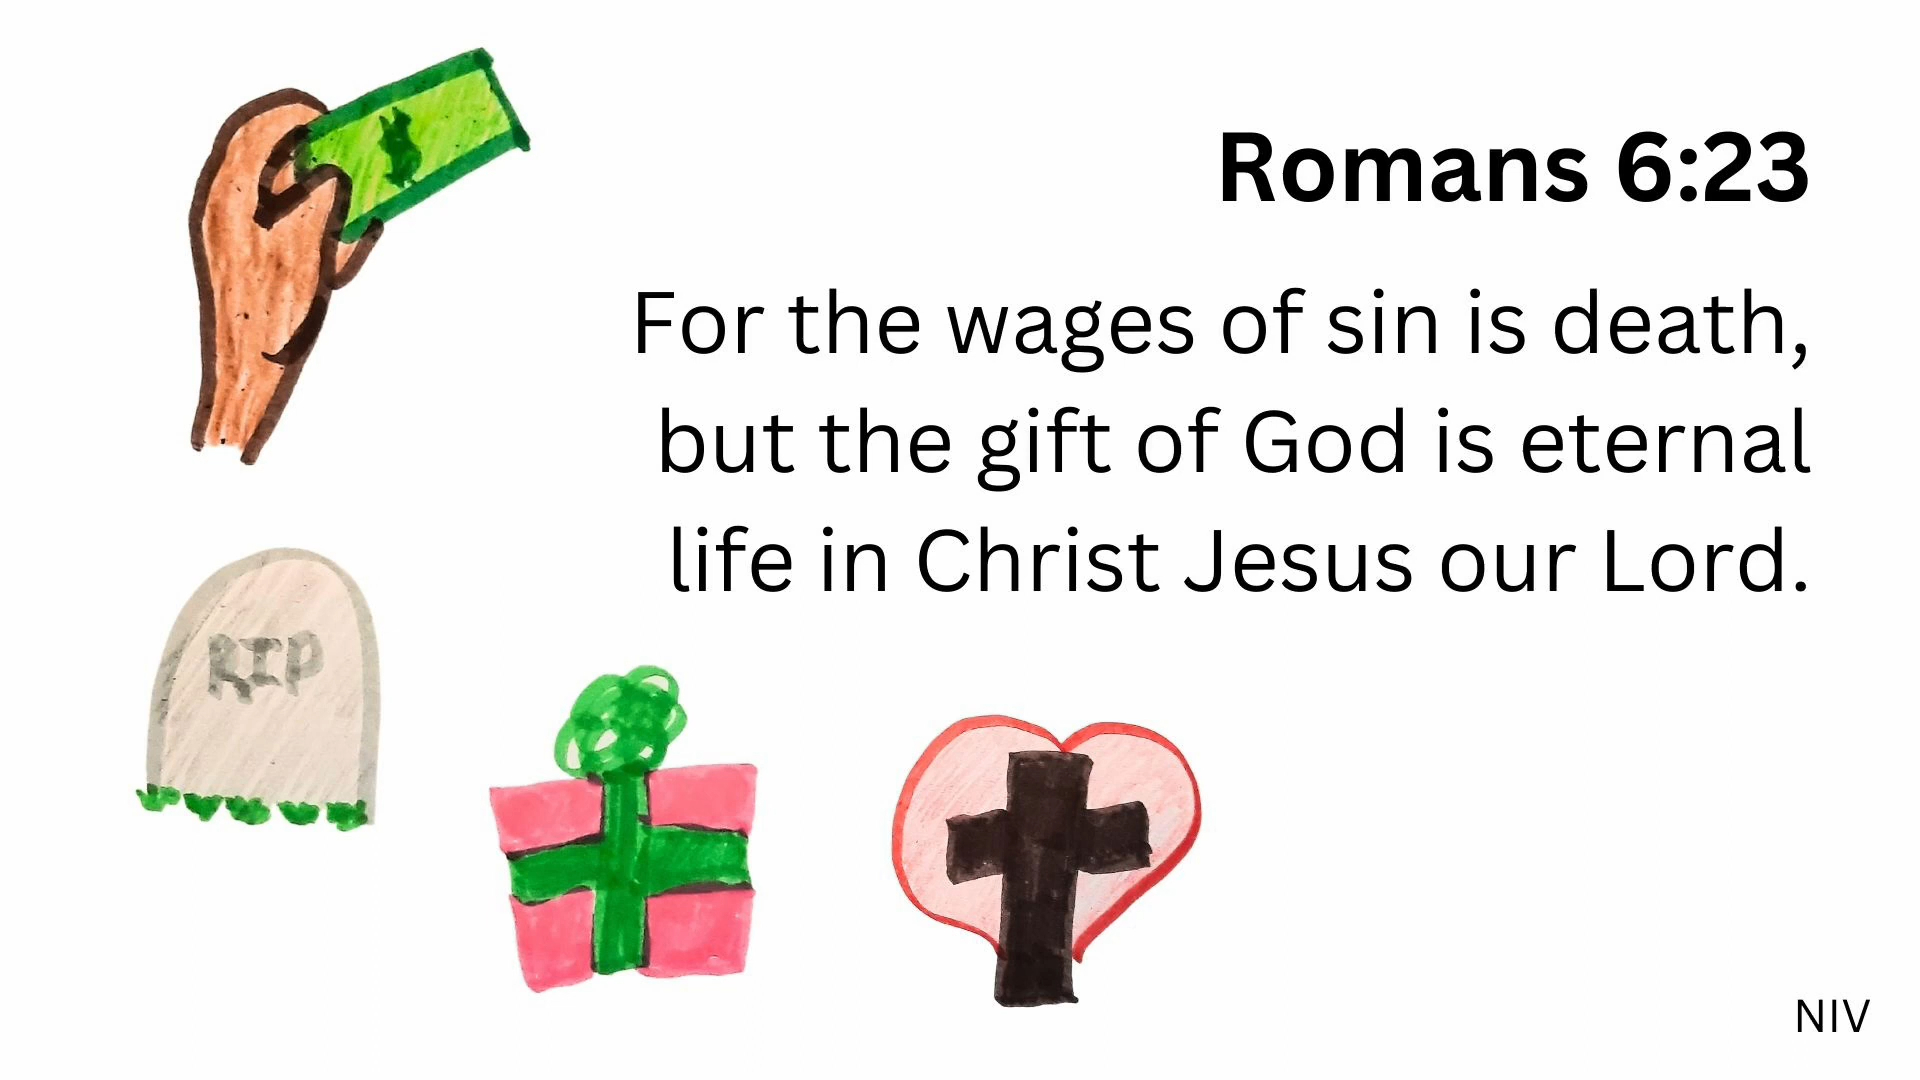 Romans 6:23
For the wages of sin is death,
but the gift of God is eternal
life in Christ Jesus our Lord.
RIP
NIV